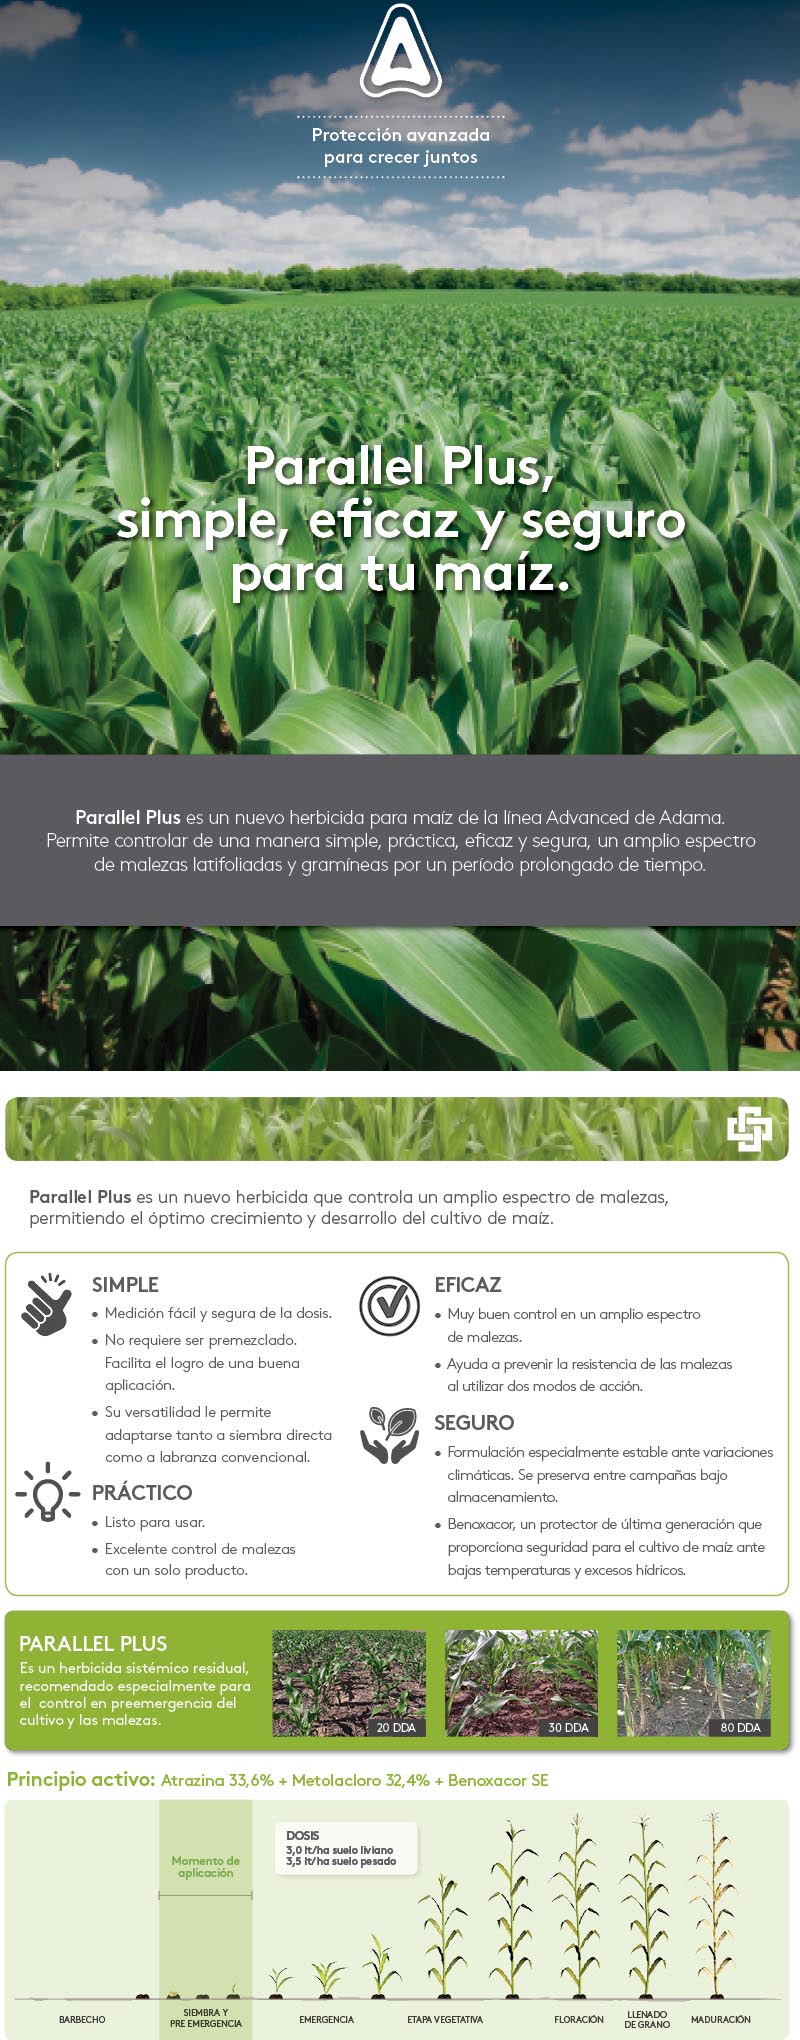 Protección avanzada
para crecer juntos
Parallel Plus,
simple, eficaz y seguro
para tu maíz.
Parallel Plus es un nuevo herbicida para maíz de la línea Advanced de Adama.
Permite controlar de una manera simple, práctica, eficaz y segura, un amplio espectro
de malezas latifoliadas y gramíneas por un período prolongado de tiempo.
Parallel Plus es un nuevo herbicida que controla un amplio espectro de malezas,
permitiendo el óptimo crecimiento y desarrollo del cultivo de maíz.
SIMPLE
• Medición fácil y segura de la dosis.
• No requiere ser premezclado.
Facilita el logro de una buena
aplicación.
• Su versatilidad le permite
adaptarse tanto a siembra directa
como a labranza convencional.
PRÁCTICO
• Listo para usar.
• Excelente control de malezas
con un solo producto.
EFICAZ
• Muy buen control en un amplio espectro
de malezas.
• Ayuda a prevenir la resistencia de las malezas
al utilizar dos modos de acción.
SEGURO
• Formulación especialmente estable ante variaciones
climáticas. Se preserva entre campañas bajo
almacenamiento.
• Benoxacor, un protector de última generación que
proporciona seguridad para el cultivo de maíz ante
bajas temperaturas y excesos hídricos.
PARALLEL PLUS
Es un herbicida sistémico residual,
recomendado especialmente para
el control en preemergencia del
cultivo y las malezas.
20 DDA
30 DDA
80 DDA
Principio activo: Atrazina 33,6% + Metolacloro 32,4% + Benoxacor SE
Momento de
aplicación
DOSIS
3,0 lt/ha suelo liviano
3,5 lt/ha suelo pesado
BARBECHO
SIEMBRA Y
PRE EMERGENCIA
EMERGENCIA
ETAPA VEGETATIVA
FLORACIÓN
LLENADO
DE GRANO
MADURACIÓN